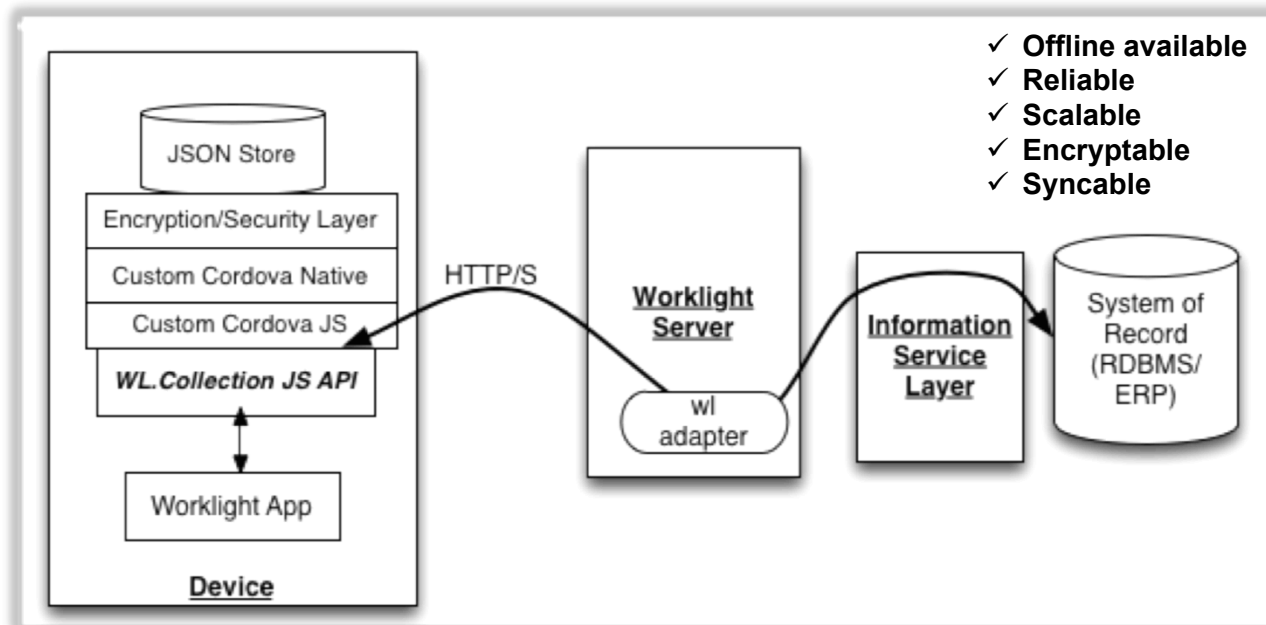 ✓ Offline available
✓ Reliable
✓ Scalable
✓ Encryptable
✓ Syncable
JSON Store
Encryption/Security Layer
Custom Cordova Native
Custom Cordova JS
WL.Collection JS API
Worklight App
Device
HTTP/S
Worklight
Server
wl
adapter
Information
Service
Layer
System of
Record
(RDBMS/
ERP)